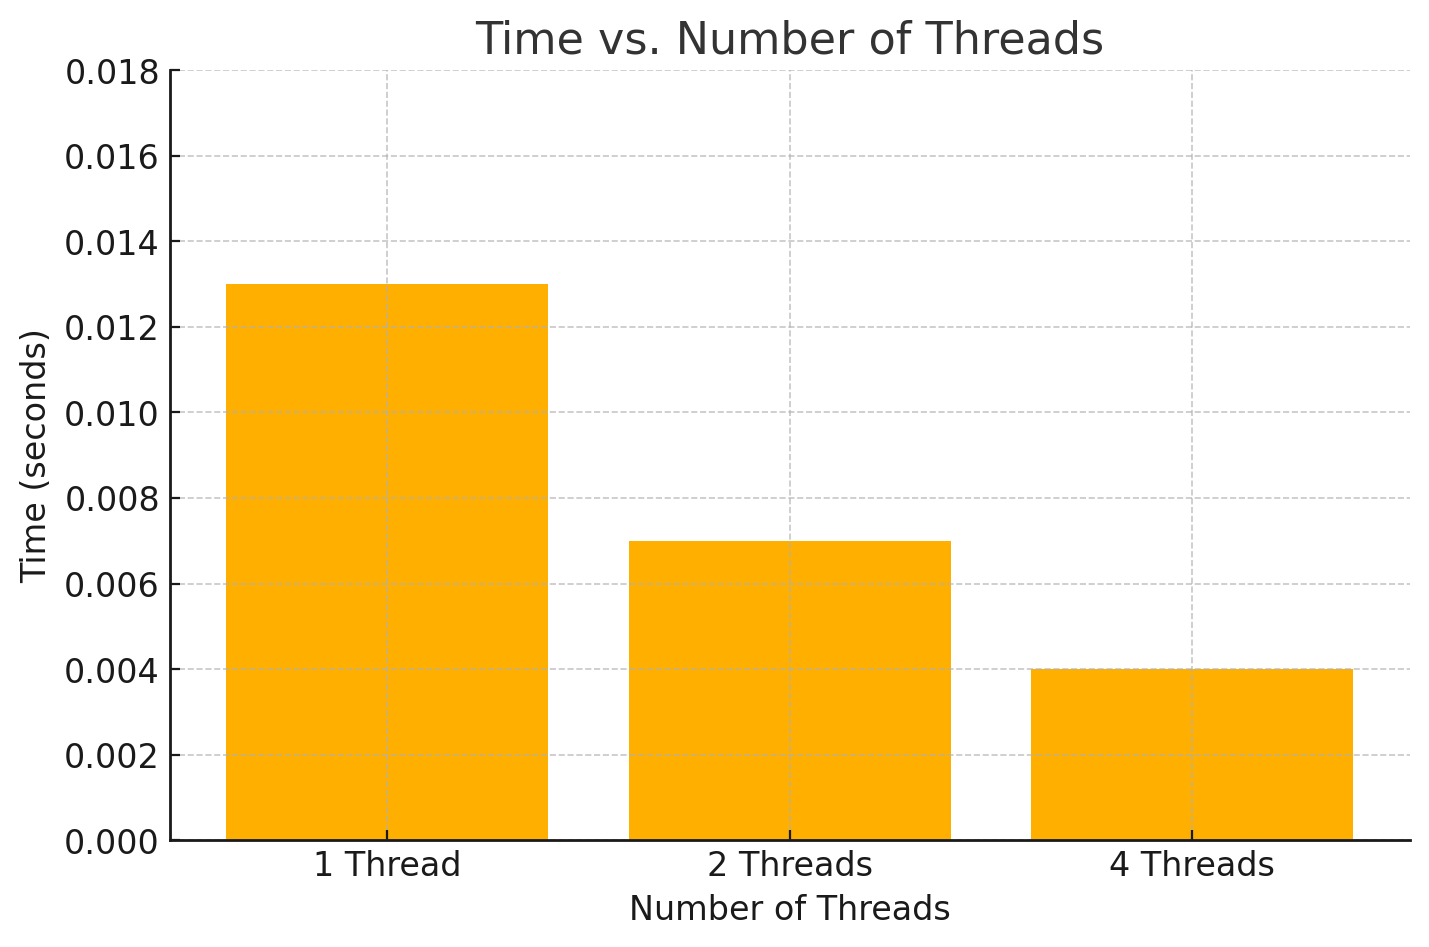 Time vs. Number of Threads
0.018
0.016
0.014
0.012
0.010
0.008
0.006
0.004
0.002
0.000
Time (seconds)
1 Thread
2 Threads
4 Threads
Number of Threads